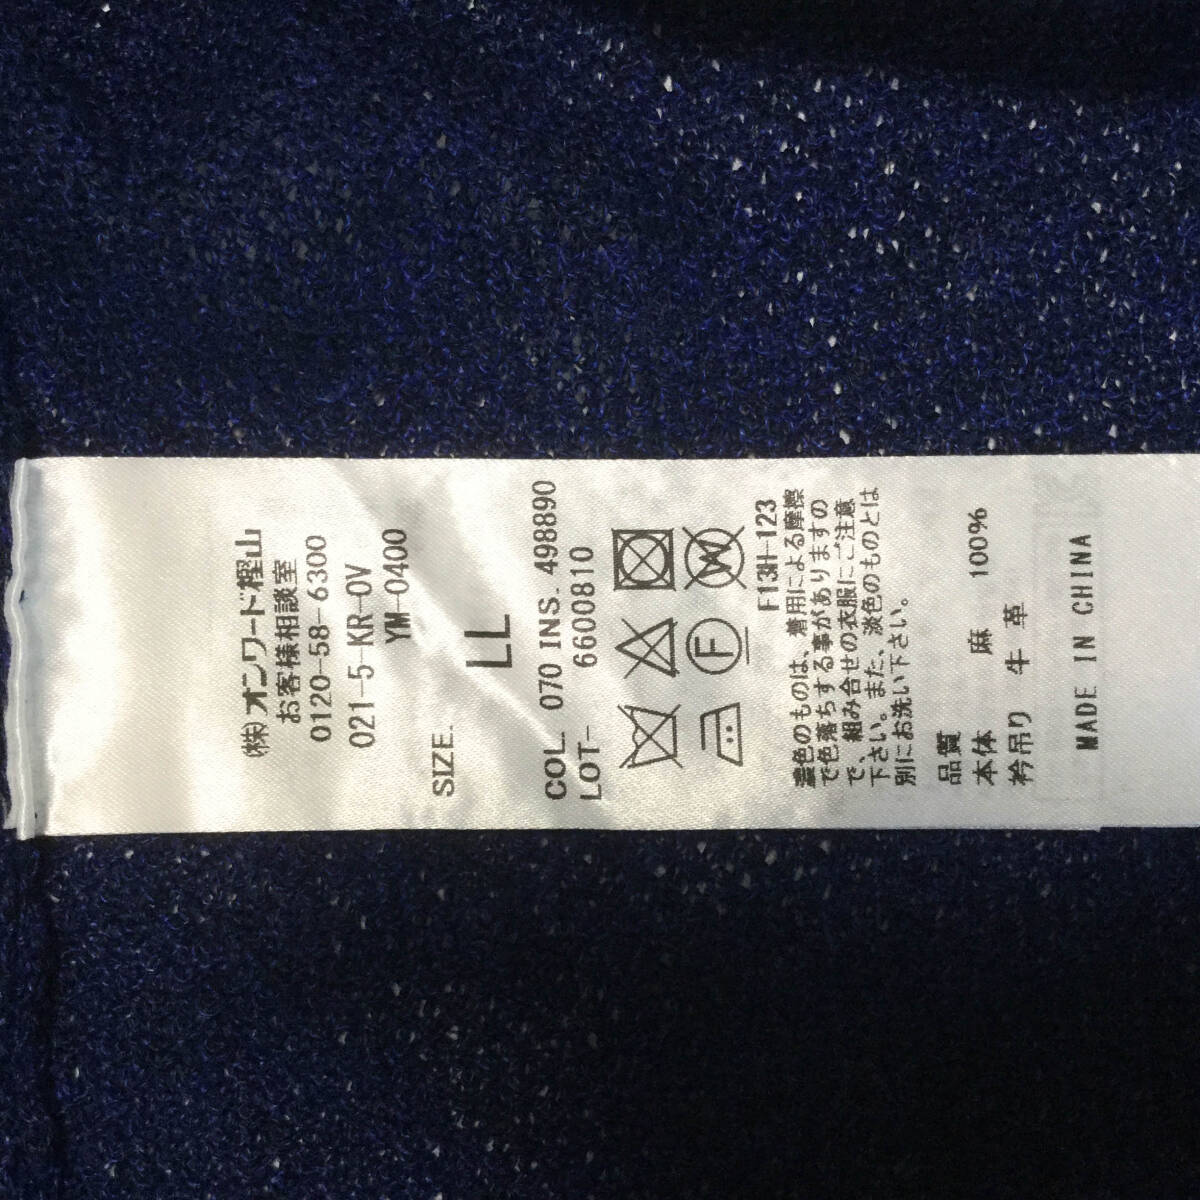 (株)オンワード樫山
お客様相談室
0120-58-6300
021-5-KR-OV
YM-0400
SIZE. LL
COL. 070 INS. 498890
LOT- 6600810
W
F
F13H-123
濃色のものは、着用による摩擦
で色落ちする事がありますの
で、組み合せの衣服にご注意
下さい。また、淡色のものとは
別にお洗い下さい。
品質
本体 麻 100%
衿吊り 牛革
MADE IN CHINA